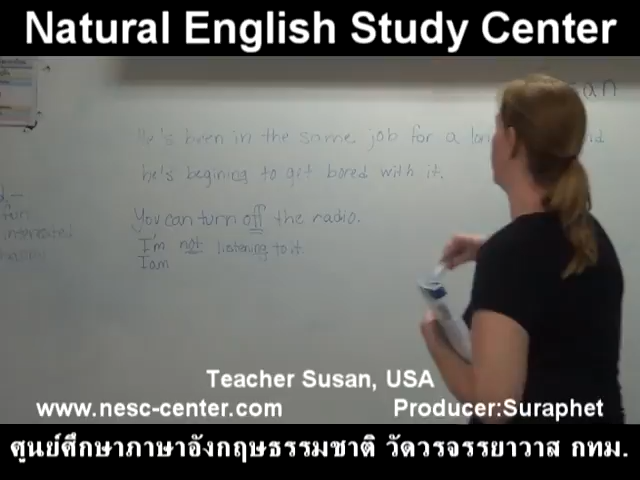 Natural English Study Center
He's been in the same job for a
he's begining to get bored with it.
You can turn off the radio.
I'm not listening to it.
I am
interested
Teacher Susan, USA
www.nesc-center.com
Producer:Suraphet
ศูนย์ศึกษาภาษาอังกฤษธรรมชาติ วัดวรจรรยาวาส กทม.